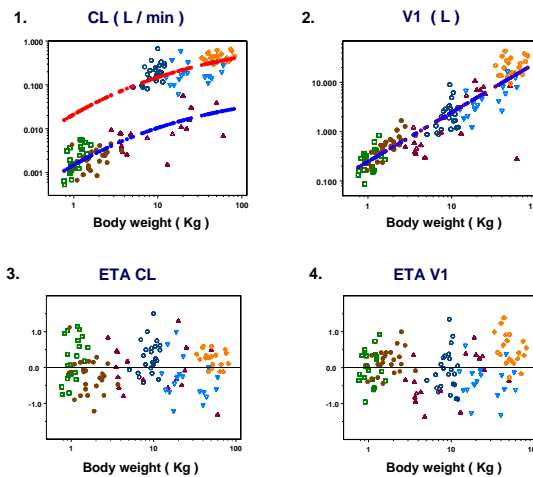 1. CL ( L / min )
1.000
0.100
0.010
0.001
1 10 100
Body weight ( Kg )
2. V1 ( L )
10.000
1.000
0.100
1 10
Body weight ( Kg )
3. ETA CL
1.0
0.0
-1.0
1 10 100
Body weight ( Kg )
4. ETA V1
1.0
0.0
-1.0
1 10
Body weight ( Kg )